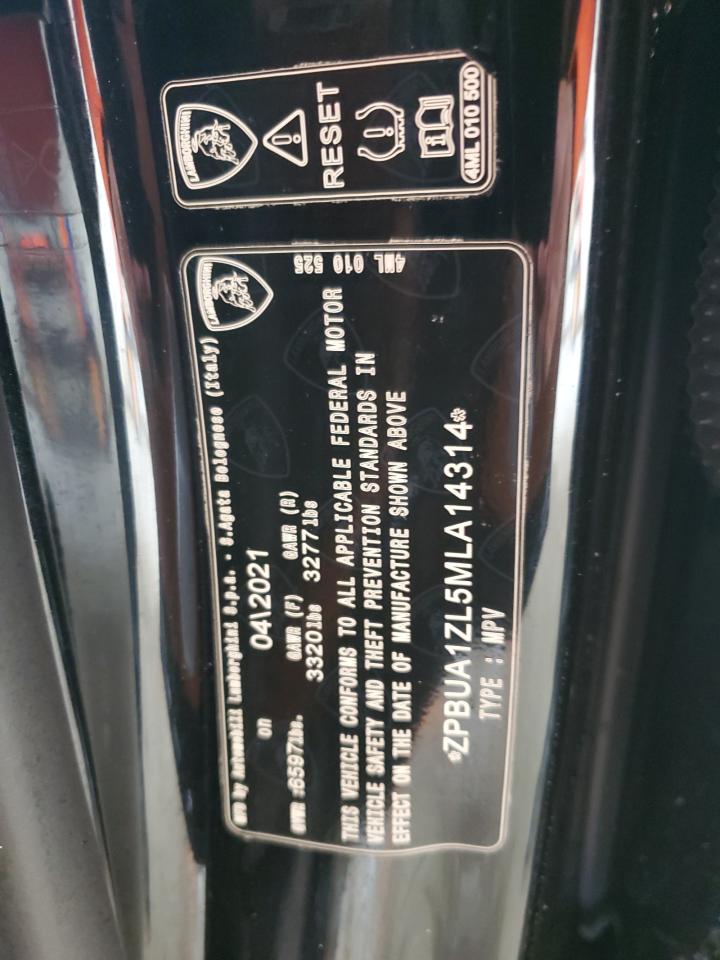 MFD by Automobili Lamborghini S.p.a. - S.Agata Bolognese (Italy)
LAMBORGHINI
on 04\2021
GAWR (F) GAWR (R)
GVWR :6597lbs. 3320lbs 3277lbs
4ML 010
525
THIS VEHICLE CONFORMS TO ALL APPLICABLE FEDERAL MOTOR
VEHICLE SAFETY AND THEFT PREVENTION STANDARDS IN
EFFECT ON THE DATE OF MANUFACTURE SHOWN ABOVE
*ZPBUA1ZL5MLA14314*
TYPE : MPV
LAMBORGHINI
RESET
4ML 010 500